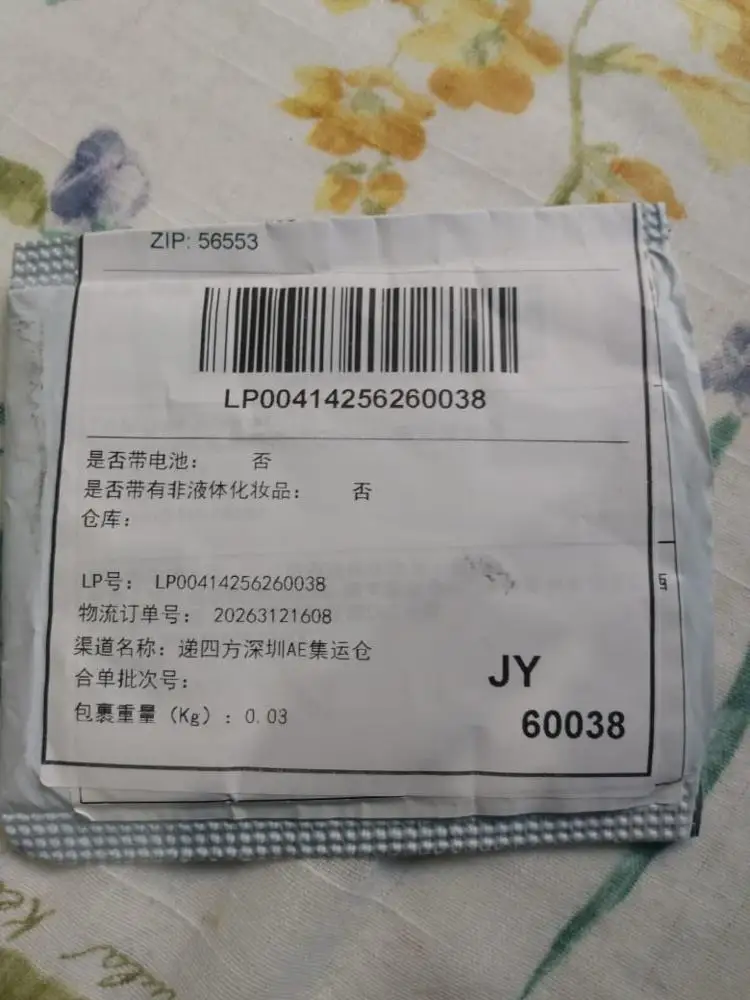 ZIP: 56553
LP00414256260038
是否带电池： 否
是否带有非液体化妆品： 否
仓库：
LP号： LP00414256260038
物流订单号： 20263121608
渠道名称：递四方深圳AE集运仓
合单批次号：
包裹重量（Kg）：0.03
JY
60038